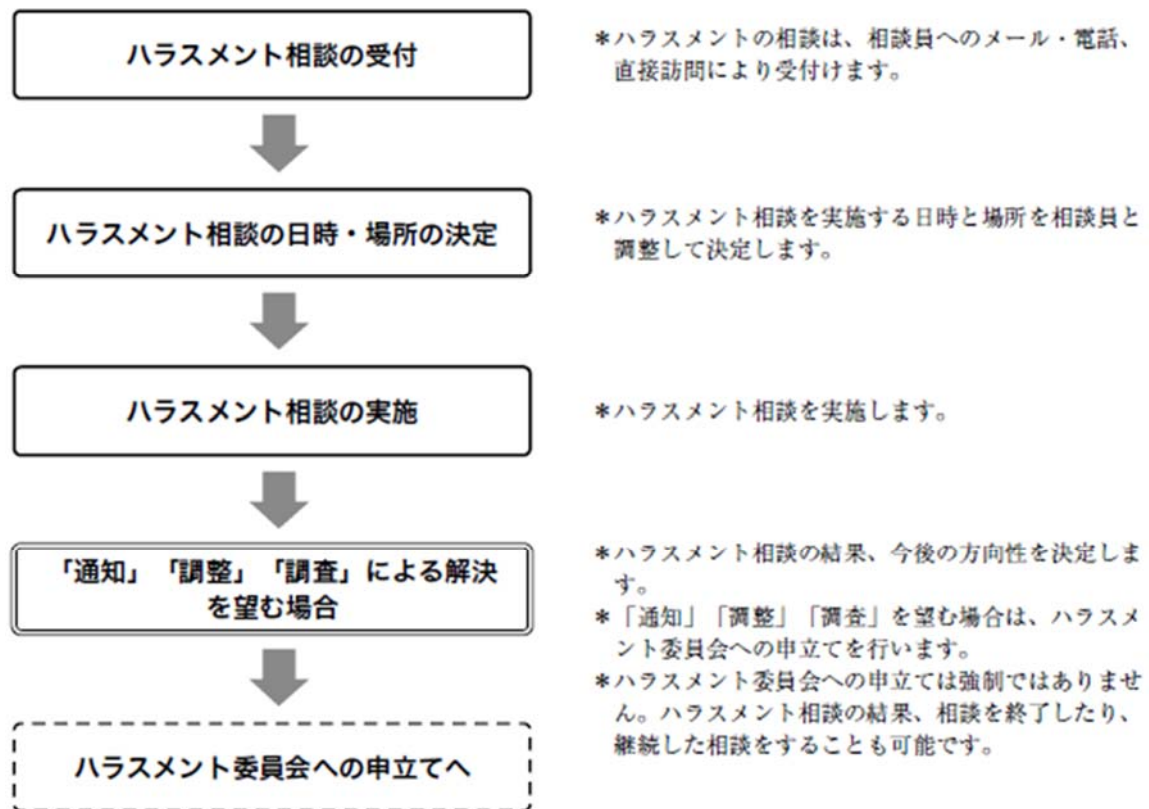 ハラスメント相談の受付
*ハラスメントの相談は、相談員へのメール・電話、
直接訪問により受付けます。
ハラスメント相談の日時・場所の決定
*ハラスメント相談を実施する日時と場所を相談員と
調整して決定します。
ハラスメント相談の実施
*ハラスメント相談を実施します。
「通知」「調整」「調査」による解決
を望む場合
*ハラスメント相談の結果、今後の方向性を決定しま
す。
*「通知」「調整」「調査」を望む場合は、ハラスメ
ント委員会への申立てを行います。
*ハラスメント委員会への申立ては強制ではありませ
ん。ハラスメント相談の結果、相談を終了したり、
継続した相談をすることも可能です。
ハラスメント委員会への申立てへ